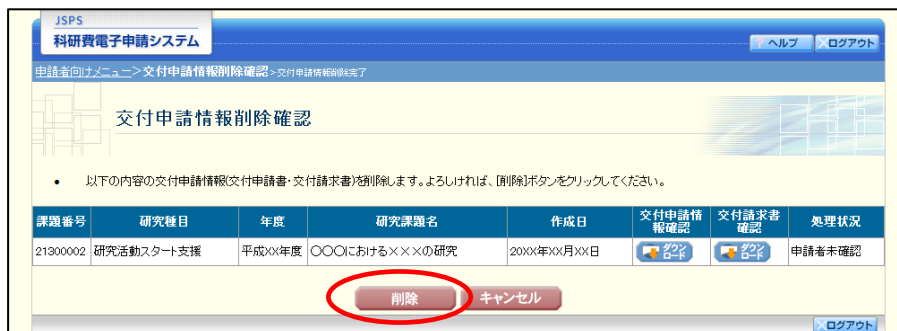 JSPS
科研費電子申請システム
? ヘルプ ×ログアウト
申請者向けメニュー>交付申請情報削除確認>交付申請情報削除完了
交付申請情報削除確認
• 以下の内容の交付申請情報(交付申請書・交付請求書)を削除します。よろしければ、[削除]ボタンをクリックしてください。
課題番号 研究種目 年度 研究課題名 作成日 交付申請情報確認 交付請求書確認 処理状況
21300002 研究活動スタート支援 平成XX年度 〇〇〇における×××の研究 20XX年XX月XX日 ダウンロード ダウンロード 申請者未確認
削除 キャンセル
×ログアウト